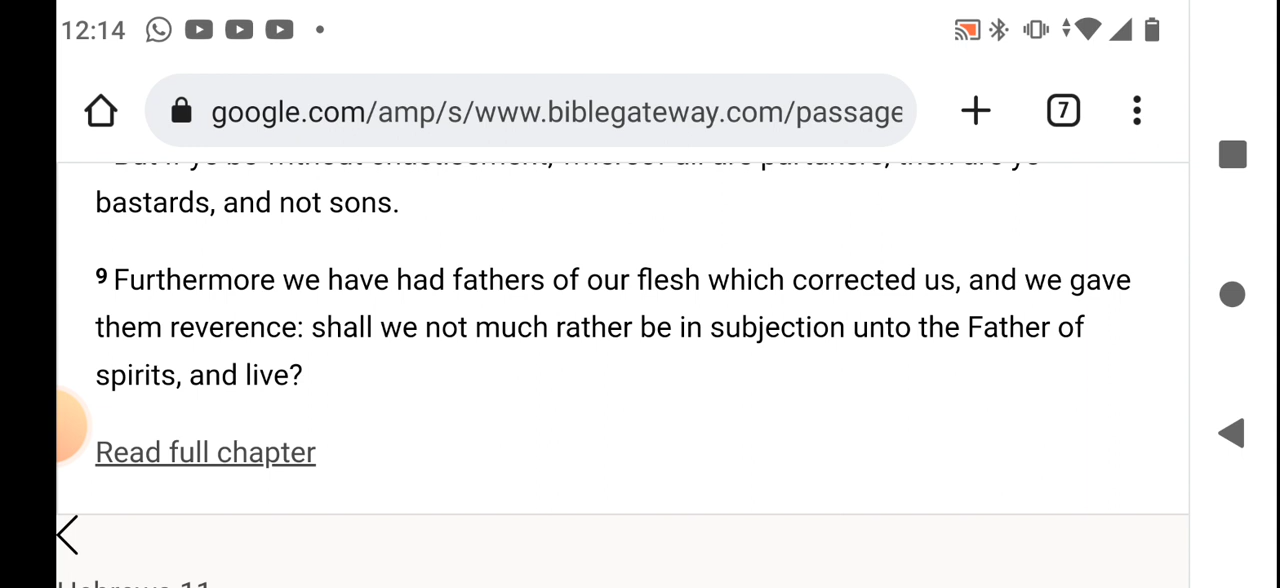 12:14
google.com/amp/s/www.biblegateway.com/passage
7
bastards, and not sons.
9 Furthermore we have had fathers of our flesh which corrected us, and we gave
them reverence: shall we not much rather be in subjection unto the Father of
spirits, and live?
Read full chapter